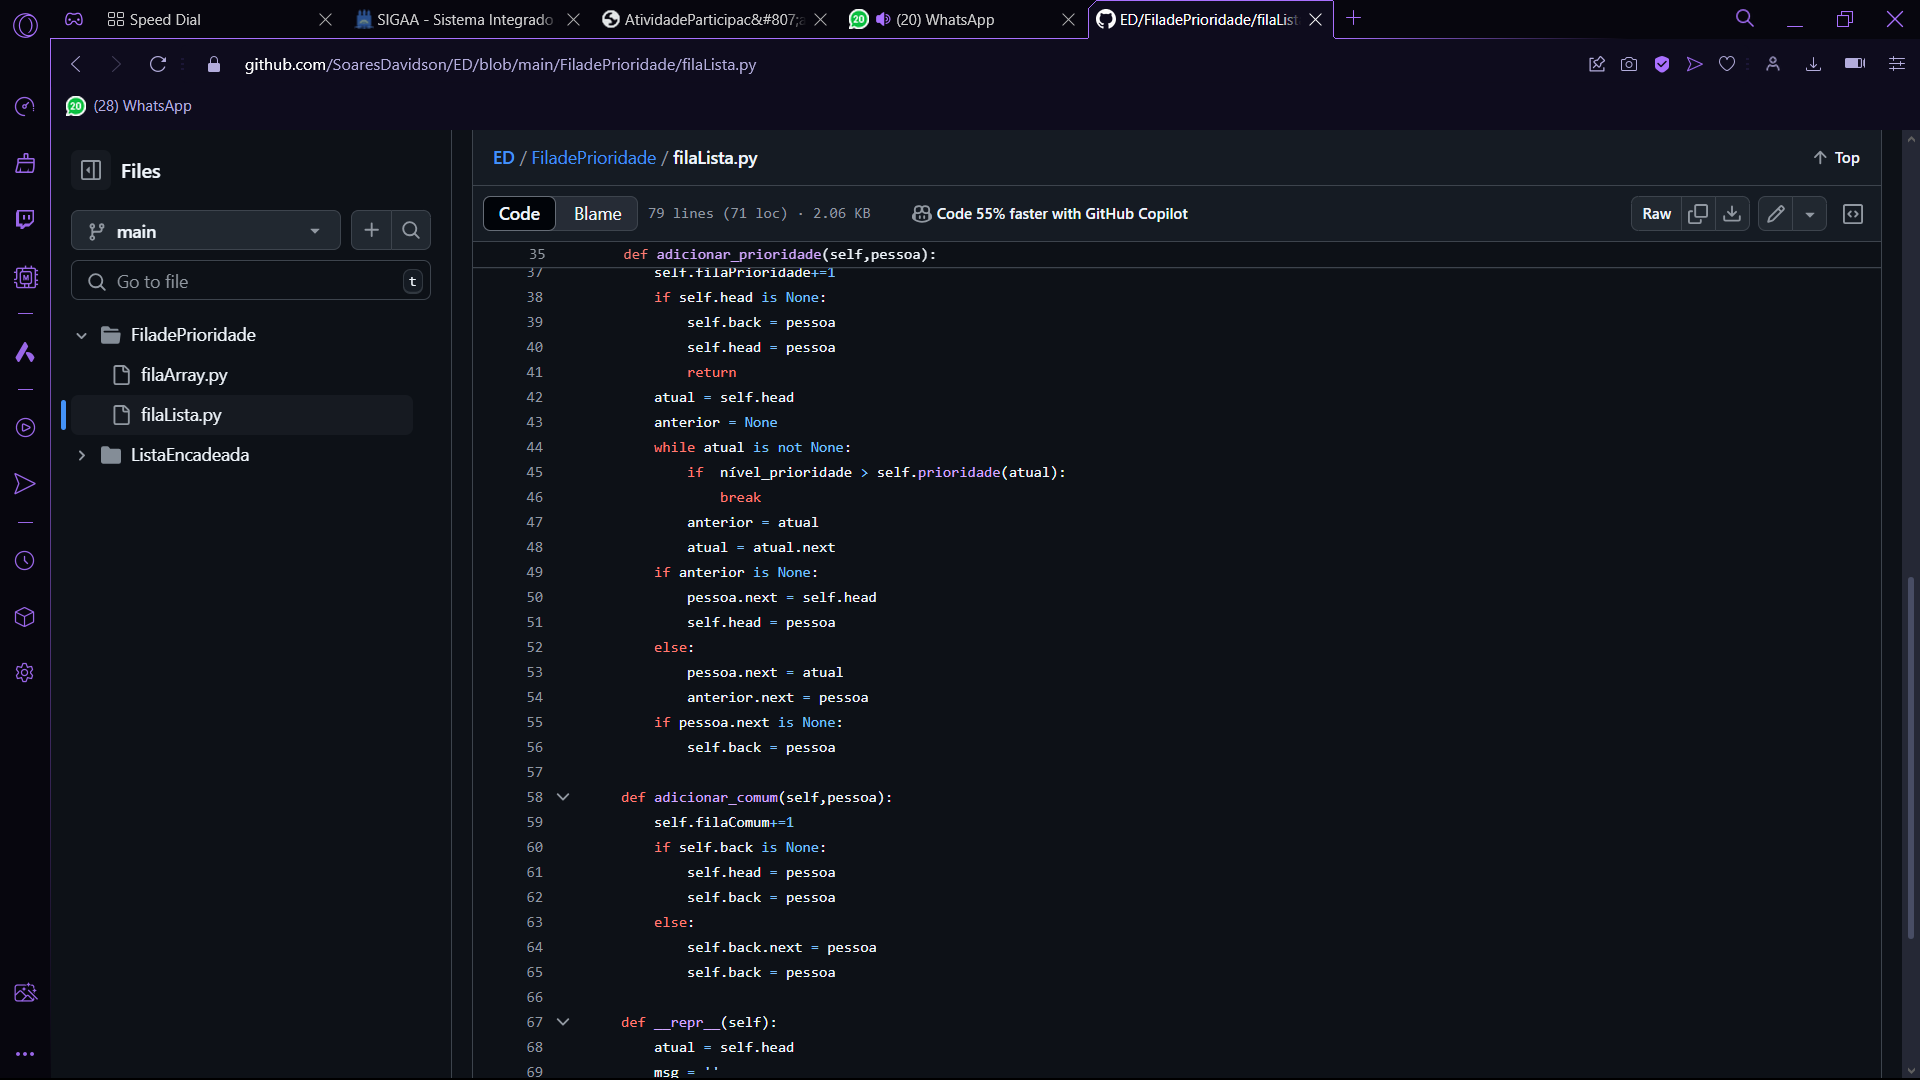 Speed Dial
SIGAA - Sistema Integrado
AtividadeParticipac&#807;a
20 (20) WhatsApp
ED/FiladePrioridade/filaList
github.com/SoaresDavidson/ED/blob/main/FiladePrioridade/filaLista.py
20 (28) WhatsApp
Files
main
Go to file t
FiladePrioridade
filaArray.py
filaLista.py
ListaEncadeada
ED / FiladePrioridade / filaLista.py
Top
Code Blame 79 lines (71 loc) · 2.06 KB Code 55% faster with GitHub Copilot Raw
35 def adicionar_prioridade(self,pessoa):
37 self.filaPrioridade+=1
38 if self.head is None:
39 self.back = pessoa
40 self.head = pessoa
41 return
42 atual = self.head
43 anterior = None
44 while atual is not None:
45 if  nível_prioridade > self.prioridade(atual):
46 break
47 anterior = atual
48 atual = atual.next
49 if anterior is None:
50 pessoa.next = self.head
51 self.head = pessoa
52 else:
53 pessoa.next = atual
54 anterior.next = pessoa
55 if pessoa.next is None:
56 self.back = pessoa
57
58 def adicionar_comum(self,pessoa):
59 self.filaComum+=1
60 if self.back is None:
61 self.head = pessoa
62 self.back = pessoa
63 else:
64 self.back.next = pessoa
65 self.back = pessoa
66
67 def __repr__(self):
68 atual = self.head
69 msg = ''